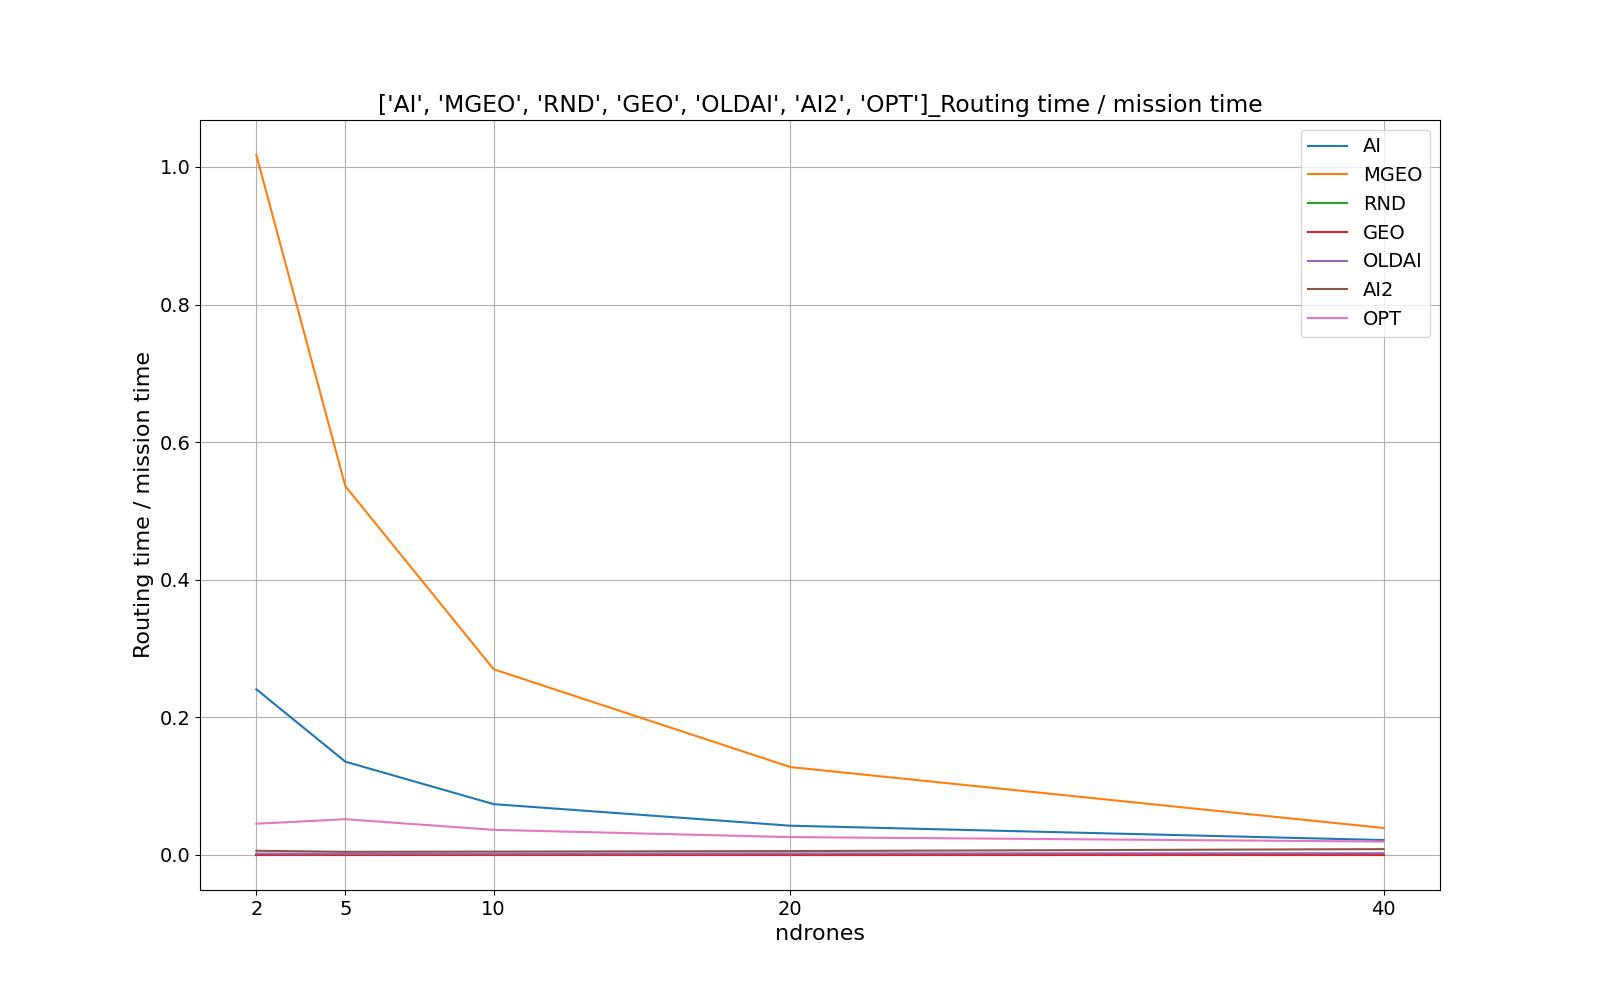 ['AI', 'MGEO', 'RND', 'GEO', 'OLDAI', 'AI2', 'OPT']_Routing time / mission time
AI
MGEO
RND
GEO
OLDAI
AI2
OPT
Routing time / mission time
1.0
0.8
0.6
0.4
0.2
0.0
2 5 10 20 40
ndrones